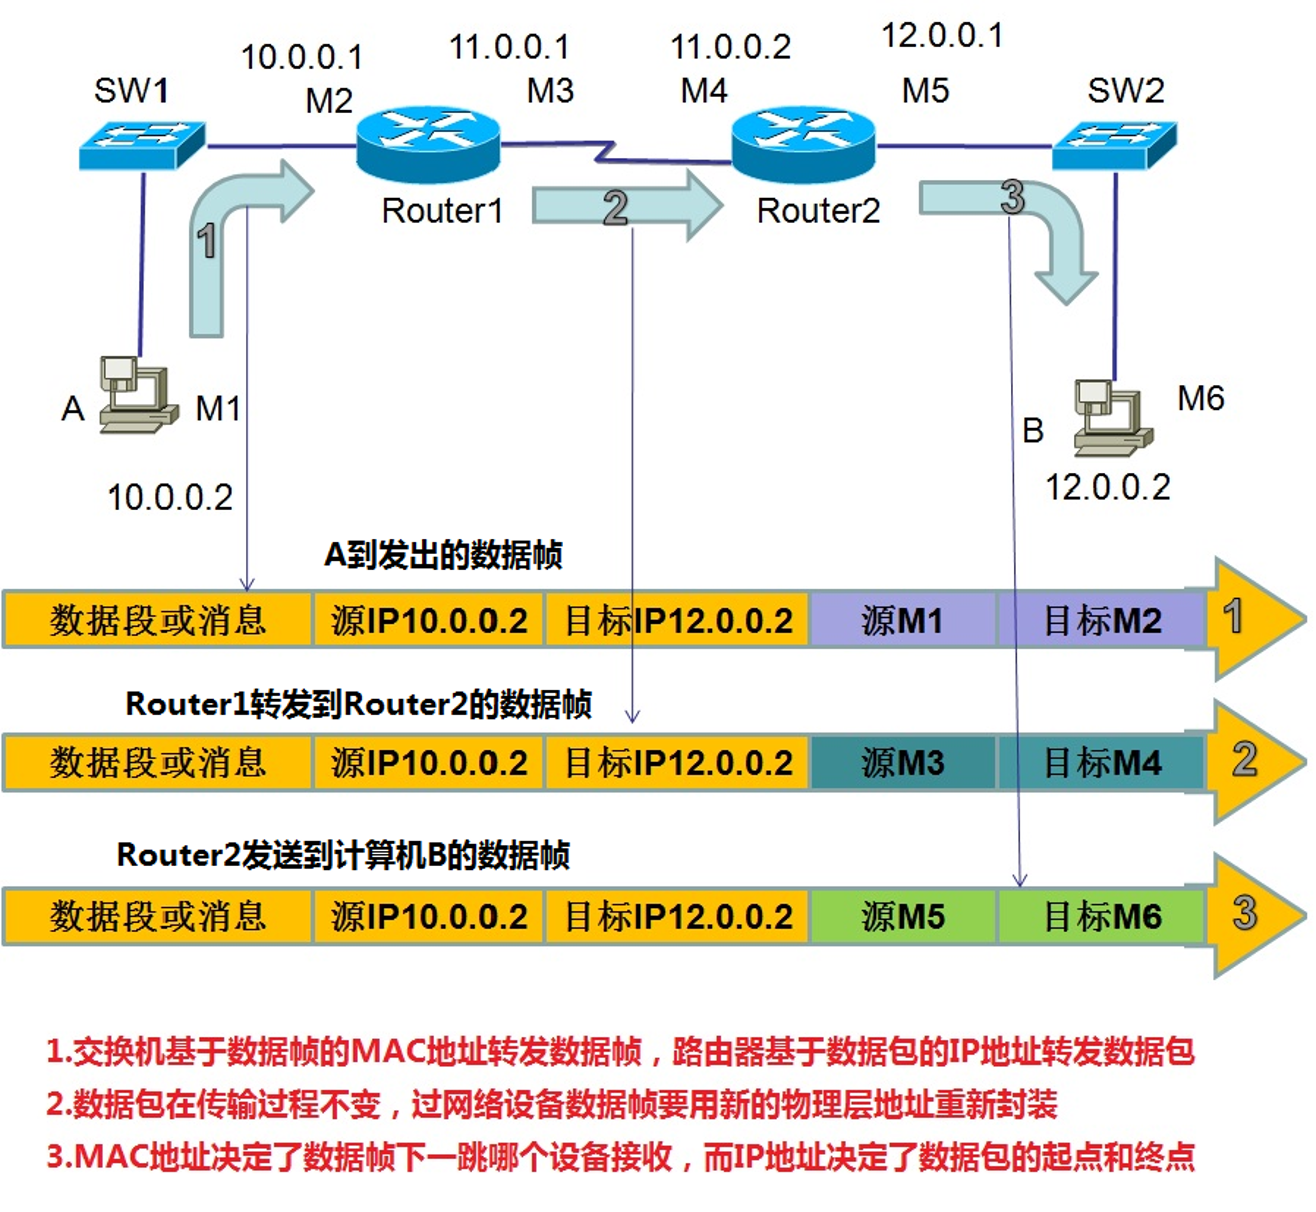 10.0.0.1
11.0.0.1
11.0.0.2
12.0.0.1
SW1
M2
M3
M4
M5
SW2
Router1
Router2
1
2
3
A
M1
10.0.0.2
B
M6
12.0.0.2
A到发出的数据帧
数据段或消息 源IP10.0.0.2 目标IP12.0.0.2 源M1 目标M2 1
Router1转发到Router2的数据帧
数据段或消息 源IP10.0.0.2 目标IP12.0.0.2 源M3 目标M4 2
Router2发送到计算机B的数据帧
数据段或消息 源IP10.0.0.2 目标IP12.0.0.2 源M5 目标M6 3
1.交换机基于数据帧的MAC地址转发数据帧，路由器基于数据包的IP地址转发数据包
2.数据包在传输过程不变，过网络设备数据帧要用新的物理层地址重新封装
3.MAC地址决定了数据帧下一跳哪个设备接收，而IP地址决定了数据包的起点和终点